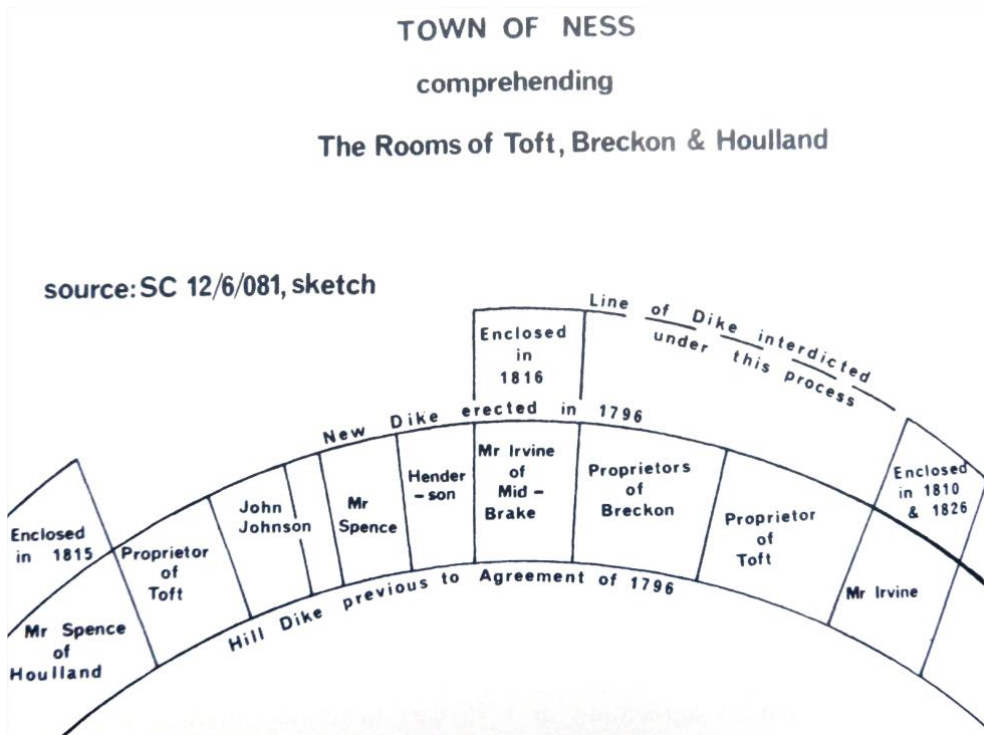 TOWN OF NESS
comprehending
The Rooms of Toft, Breckon & Houlland
source: SC 12/6/081, sketch
Line of Dike interdicted
under this process
Enclosed
in
1816
New Dike erected in 1796
Enclosed
in 1815
Mr Spence
of
Houlland
Proprietor
of
Toft
John
Johnson
Mr
Spence
Hender
-son
Mr Irvine
of
Mid-
Brake
Proprietors
of
Breckon
Proprietor
of
Toft
Enclosed
in 1810
& 1826
Mr Irvine
Hill Dike previous to Agreement of 1796